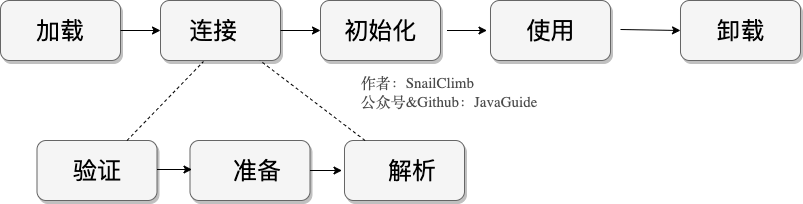 加载
连接
初始化
使用
卸载
作者：SnailClimb
公众号&Github：JavaGuide
验证
准备
解析